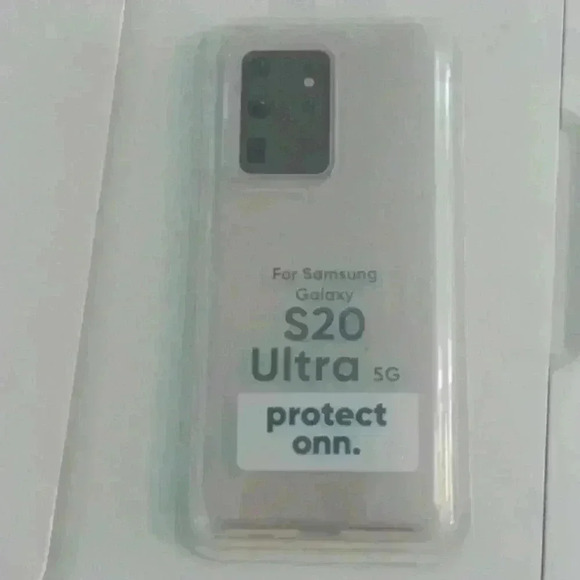 For Samsung
Galaxy
S20
Ultra 5G
protect
onn.